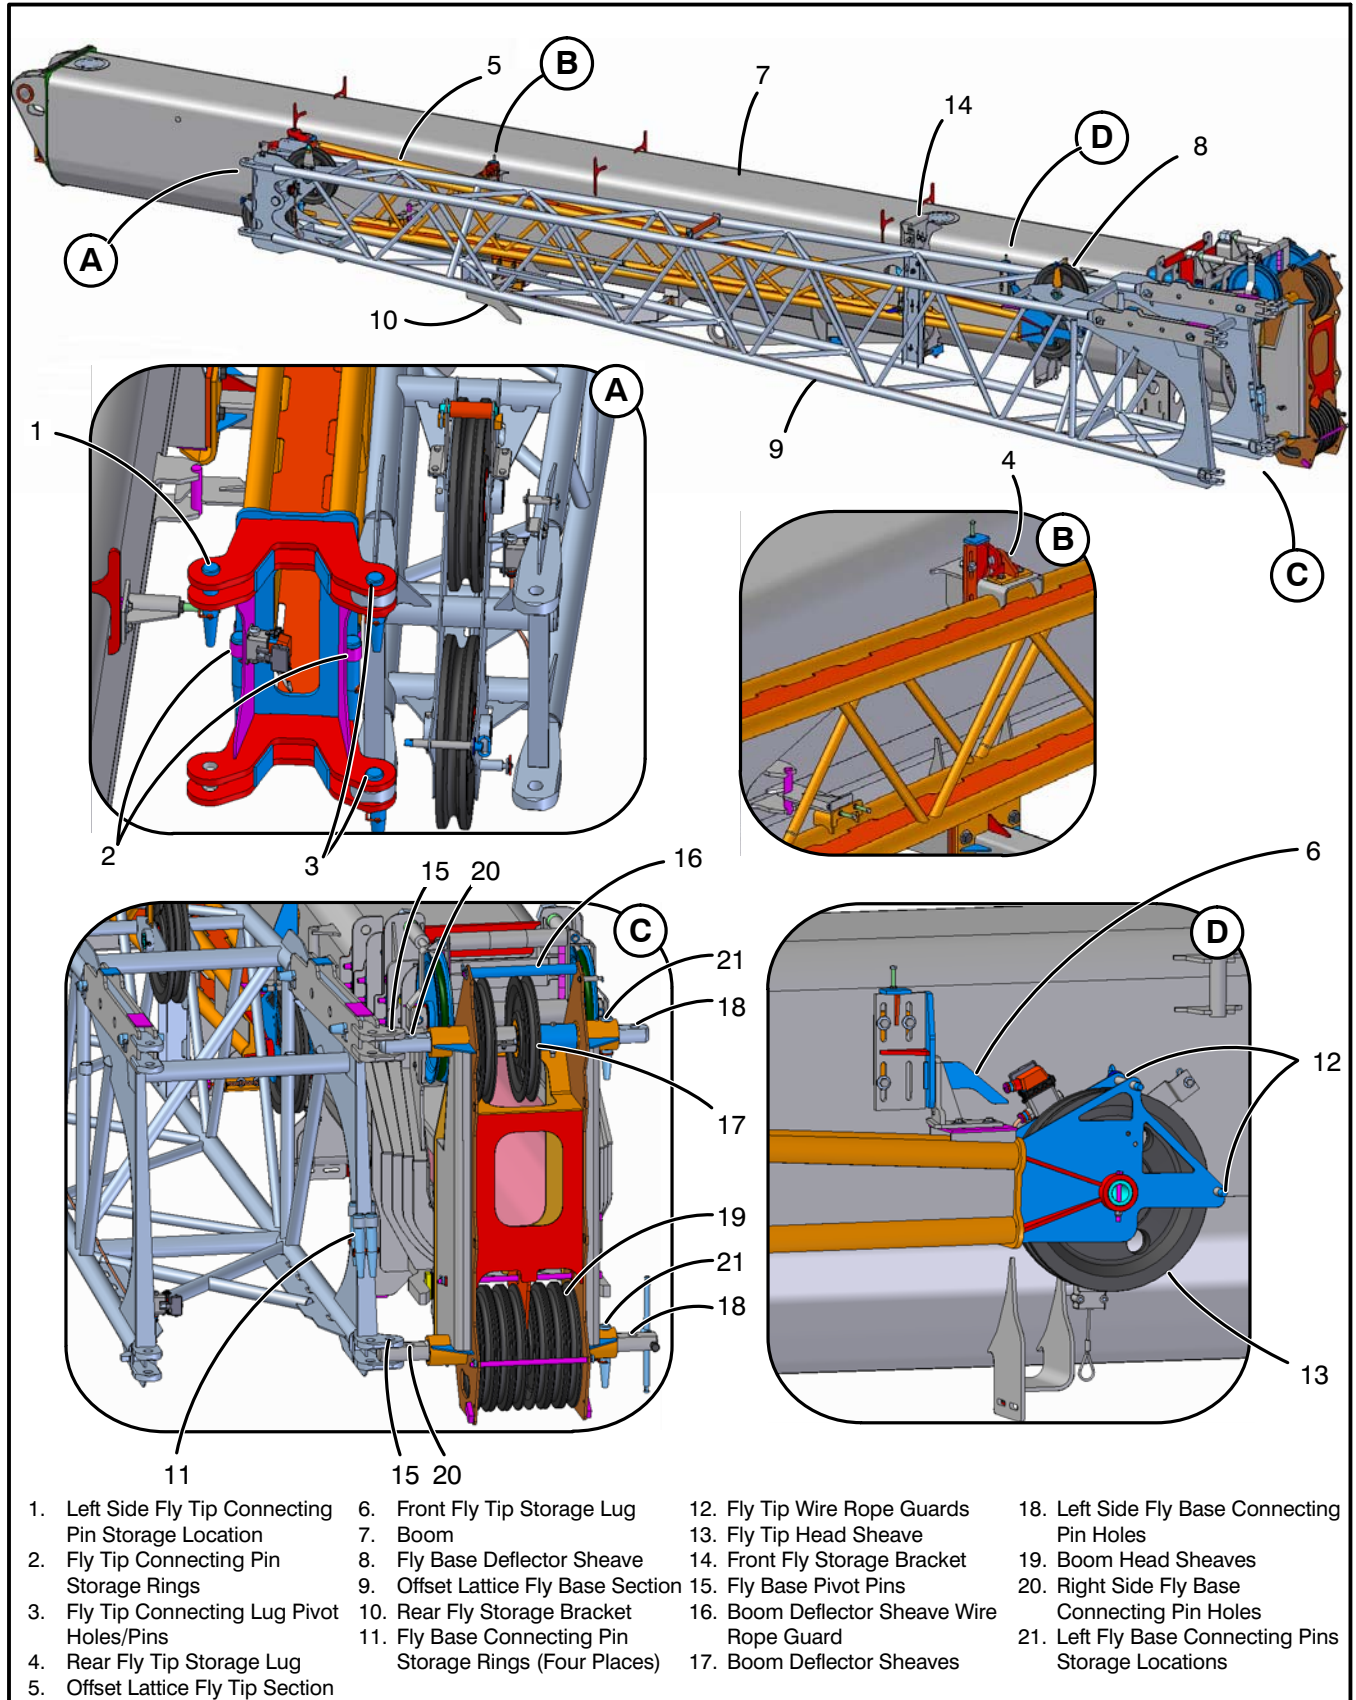 5
B
7
14
D
8
A
10
9
1
A
4
B
C
2
3
15
20
16
6
C
21
18
D
12
17
19
21
18
13
11
15 20
1. Left Side Fly Tip Connecting
Pin Storage Location
2. Fly Tip Connecting Pin
Storage Rings
3. Fly Tip Connecting Lug Pivot
Holes/Pins
4. Rear Fly Tip Storage Lug
5. Offset Lattice Fly Tip Section
6. Front Fly Tip Storage Lug
7. Boom
8. Fly Base Deflector Sheave
9. Offset Lattice Fly Base Section
10. Rear Fly Storage Bracket
11. Fly Base Connecting Pin
Storage Rings (Four Places)
12. Fly Tip Wire Rope Guards
13. Fly Tip Head Sheave
14. Front Fly Storage Bracket
15. Fly Base Pivot Pins
16. Boom Deflector Sheave Wire
Rope Guard
17. Boom Deflector Sheaves
18. Left Side Fly Base Connecting
Pin Holes
19. Boom Head Sheaves
20. Right Side Fly Base
Connecting Pin Holes
21. Left Fly Base Connecting Pins
Storage Locations